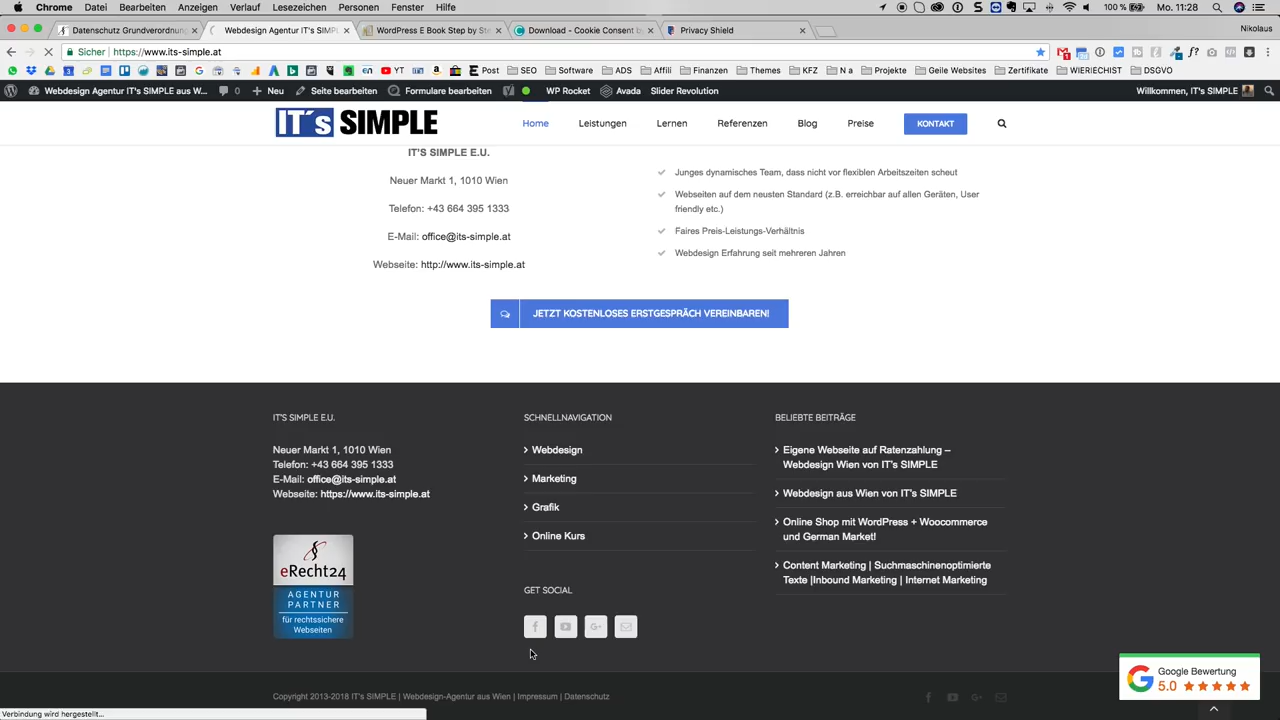 Chrome Datei Bearbeiten Anzeigen Verlauf Lesezeichen Personen Fenster Hilfe
100 % Mo. 11:28
Datenschutz Grundverordnung
Webdesign Agentur IT'S SIMPL
WordPress E Book Step by Ste
Download - Cookie Consent by
Privacy Shield
Nikolaus
Sicher | https://www.its-simple.at
YT Post SEO Software ADS Affili Finanzen Themes KFZ N a Projekte Geile Websites Zertifikate WIERIECHIST DSGVO
Webdesign Agentur IT'S SIMPLE aus W... 0 Neu Seite bearbeiten Formulare bearbeiten WP Rocket Avada Slider Revolution Willkommen, IT's SIMPLE
IT´s SIMPLE
Home Leistungen Lernen Referenzen Blog Preise KONTAKT
IT'S SIMPLE E.U.
Neuer Markt 1, 1010 Wien
Telefon: +43 664 395 1333
E-Mail: office@its-simple.at
Webseite: http://www.its-simple.at
Junges dynamisches Team, dass nicht vor flexiblen Arbeitszeiten scheut
Webseiten auf dem neusten Standard (z.B. erreichbar auf allen Geräten, User
friendly etc.)
Faires Preis-Leistungs-Verhältnis
Webdesign Erfahrung seit mehreren Jahren
JETZT KOSTENLOSES ERSTGESPRÄCH VEREINBAREN!
IT'S SIMPLE E.U.
Neuer Markt 1, 1010 Wien
Telefon: +43 664 395 1333
E-Mail: office@its-simple.at
Webseite: https://www.its-simple.at
eRecht24
AGENTUR
PARTNER
für rechtssichere
Webseiten
SCHNELLNAVIGATION
Webdesign
Marketing
Grafik
Online Kurs
GET SOCIAL
BELIEBTE BEITRÄGE
Eigene Webseite auf Ratenzahlung –
Webdesign Wien von IT's SIMPLE
Webdesign aus Wien von IT's SIMPLE
Online Shop mit WordPress + Woocommerce
und German Market!
Content Marketing | Suchmaschinenoptimierte
Texte |Inbound Marketing | Internet Marketing
Google Bewertung
5.0
Copyright 2013-2018 IT's SIMPLE | Webdesign-Agentur aus Wien | Impressum | Datenschutz
Verbindung wird hergestellt...